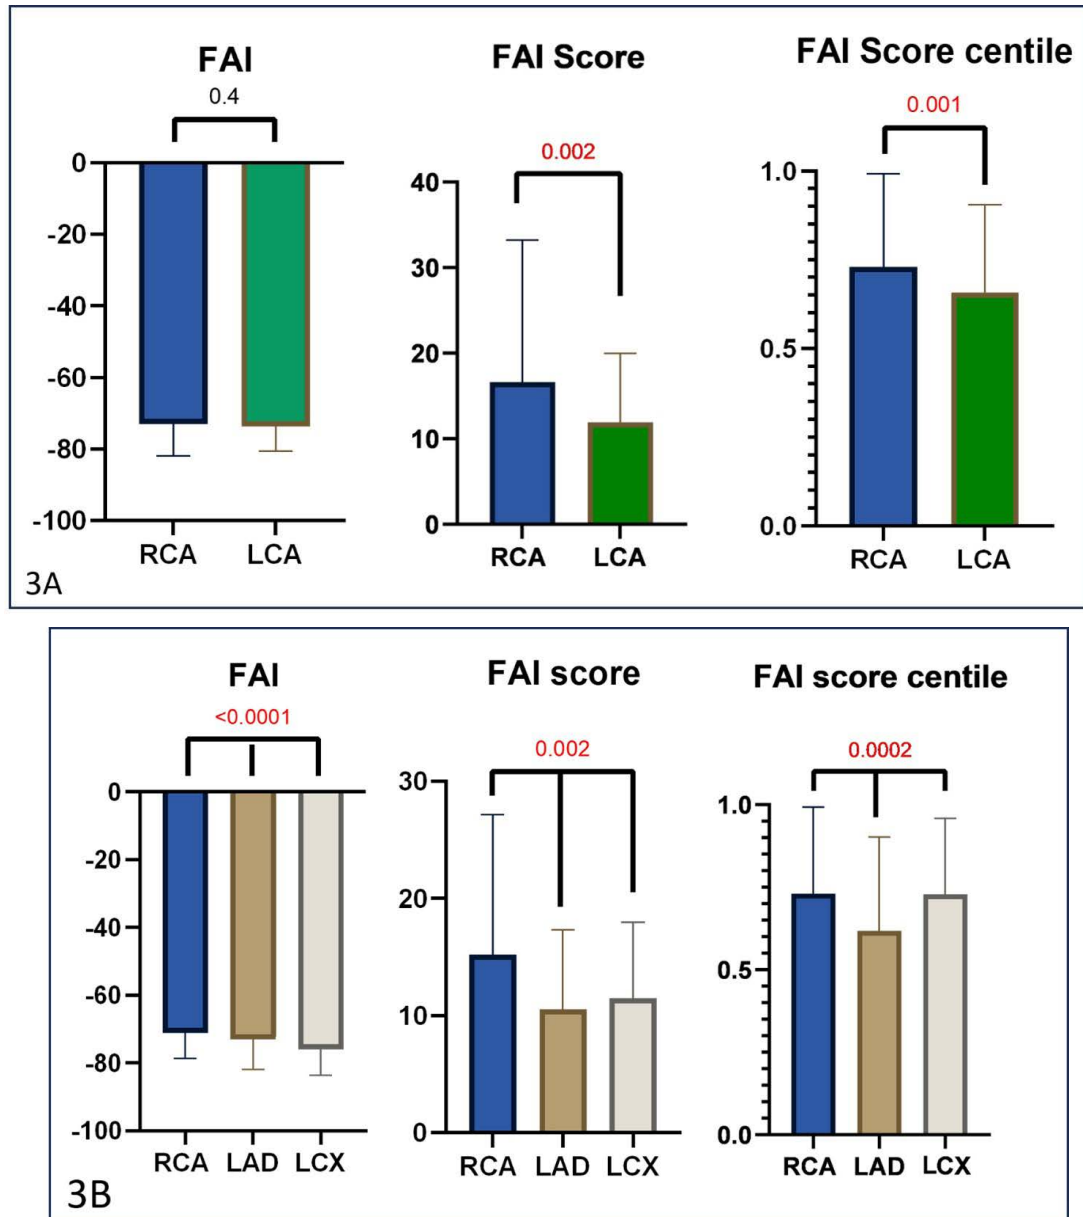 FAI
0.4
0
-20
-40
-60
-80
-100
RCA LCA
FAI Score
0.002
40
30
20
10
0
RCA LCA
FAI Score centile
0.001
1.0
0.5
0.0
RCA LCA
3A
FAI
<0.0001
0
-20
-40
-60
-80
-100
RCA LAD LCX
FAI score
0.002
30
20
10
0
RCA LAD LCX
FAI score centile
0.0002
1.0
0.5
0.0
RCA LAD LCX
3B